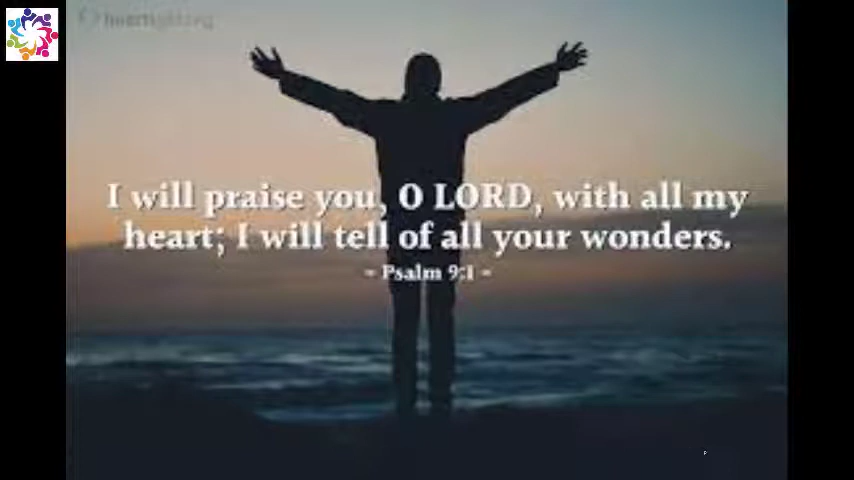 I will praise you, O LORD, with all my
heart; I will tell of all your wonders.
~ Psalm 9:1 ~